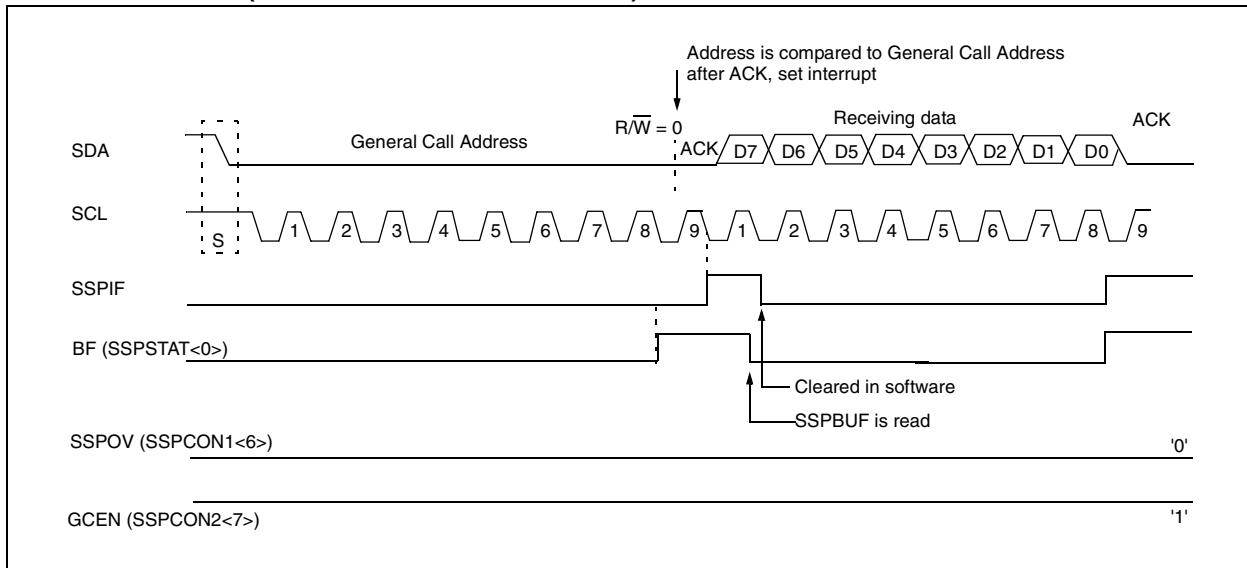 Address is compared to General Call Address
after ACK, set interrupt
R/W̅ = 0
Receiving data
ACK
SDA
General Call Address
ACK
D7 D6 D5 D4 D3 D2 D1 D0
SCL
S
1 2 3 4 5 6 7 8 9 1 2 3 4 5 6 7 8 9
SSPIF
BF (SSPSTAT<0>)
Cleared in software
SSPBUF is read
SSPOV (SSPCON1<6>)
'0'
GCEN (SSPCON2<7>)
'1'